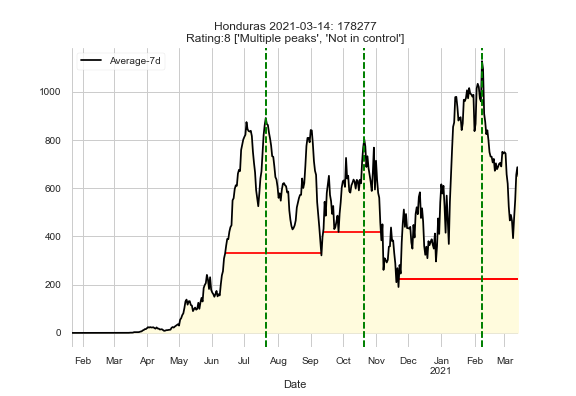 Honduras 2021-03-14: 178277
Rating:8 ['Multiple peaks', 'Not in control']
Average-7d
1000
800
600
400
200
0
Feb Mar Apr May Jun Jul Aug Sep Oct Nov Dec Jan Feb Mar
2021
Date